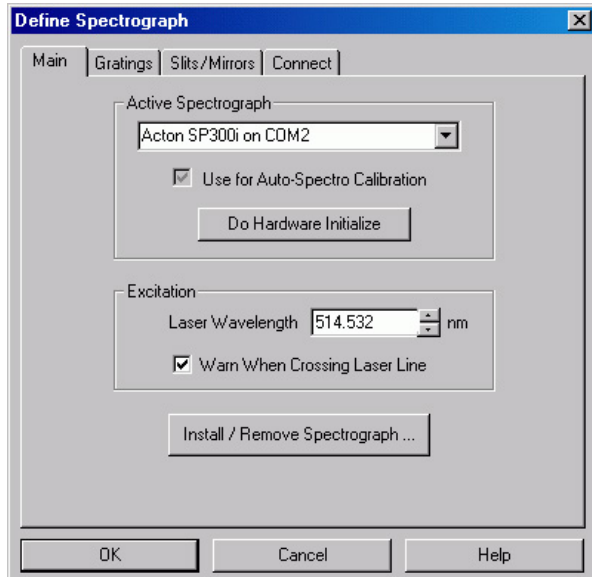 Define Spectrograph
Main Gratings Slits/Mirrors Connect
Active Spectrograph
Acton SP300i on COM2
Use for Auto-Spectro Calibration
Do Hardware Initialize
Excitation
Laser Wavelength 514.532 nm
Warn When Crossing Laser Line
Install / Remove Spectrograph ...
OK Cancel Help